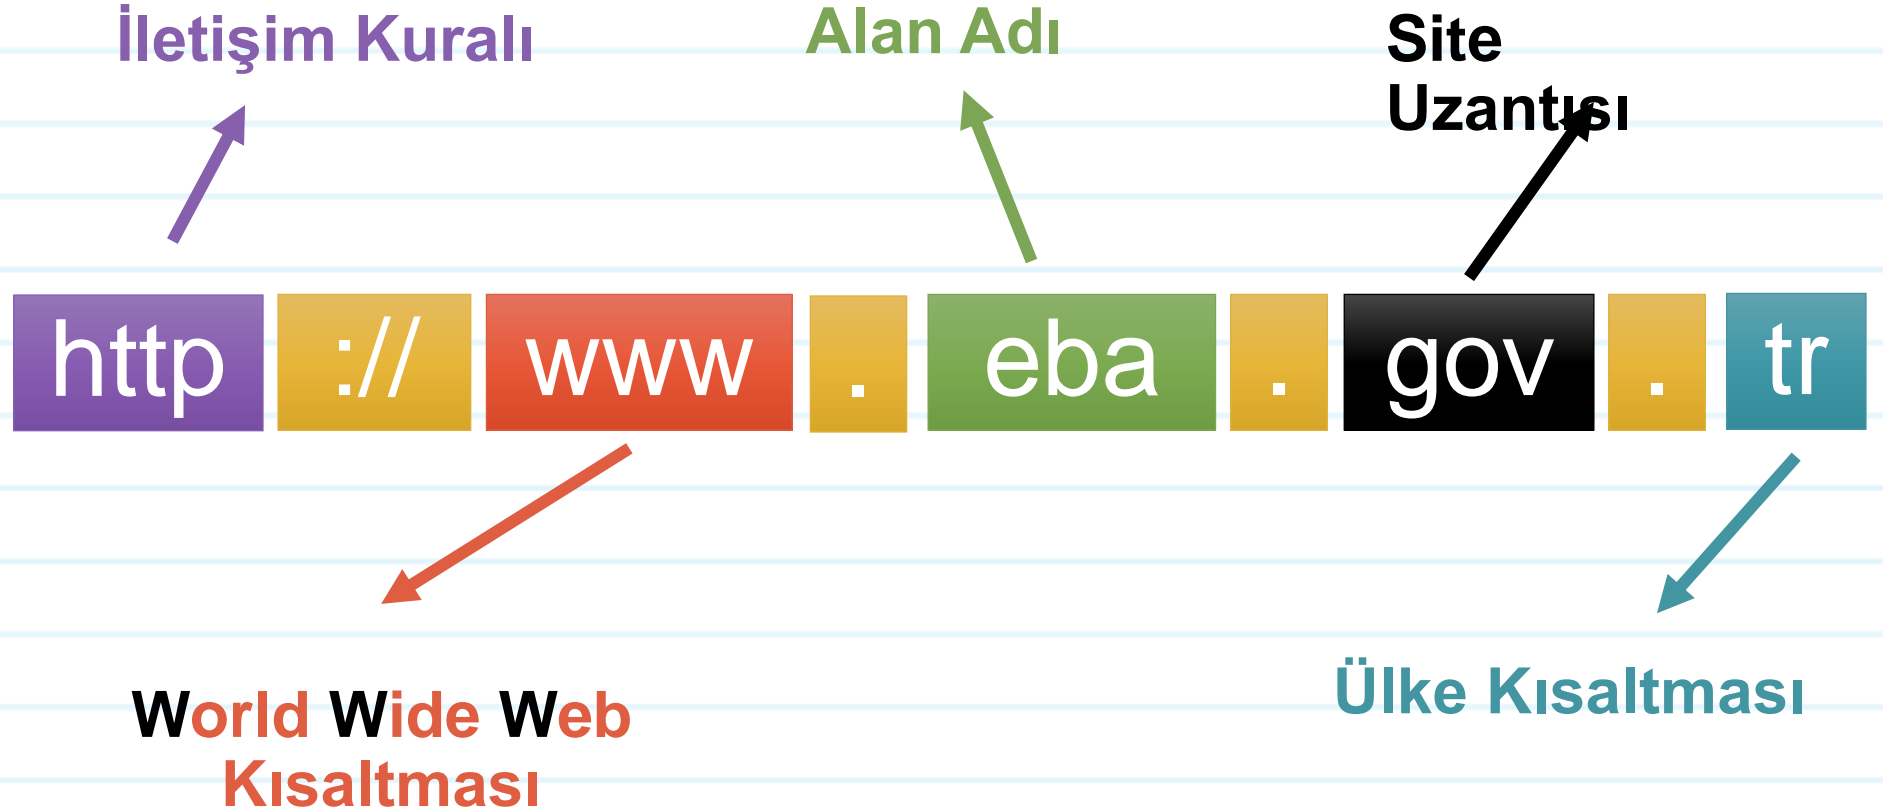 İletişim Kuralı
Alan Adı
Site
Uzantısı
http :// www . eba . gov . tr
World Wide Web
Kısaltması
Ülke Kısaltması